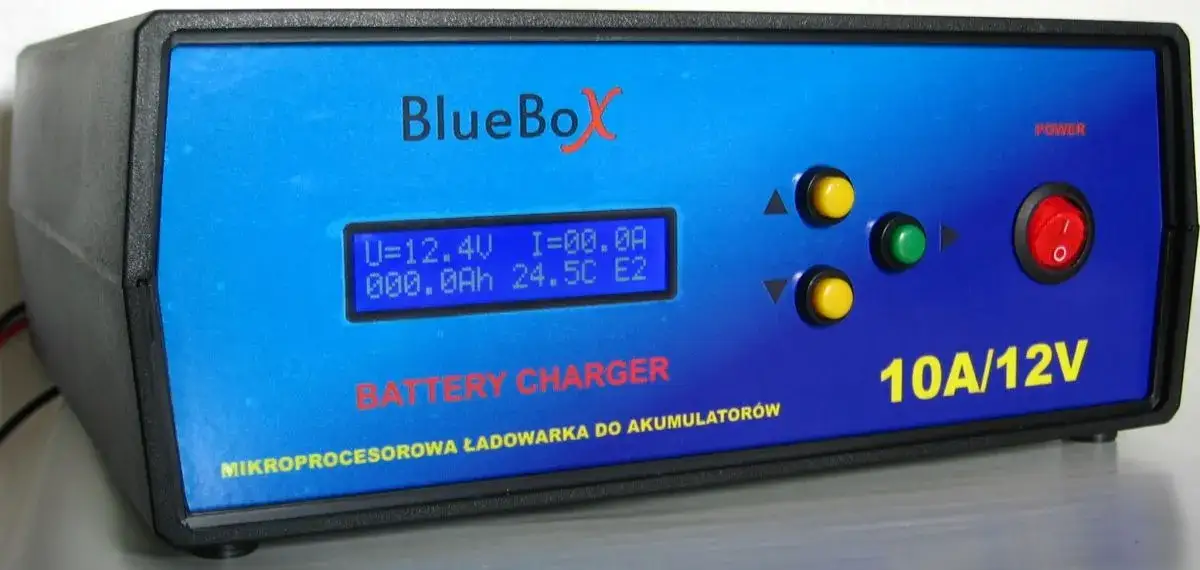 BlueBoX
POWER
U=12.4V I=00.0A
000.0Ah 24.5C E2
BATTERY CHARGER
10A/12V
MIKROPROCESOROWA ŁADOWARKA DO AKUMULATORÓW
I
O